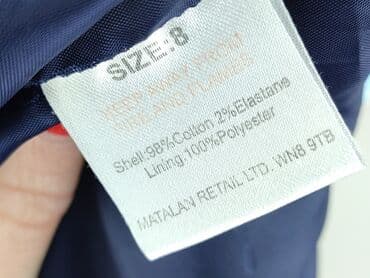 SIZE:8
KEEP AWAY FROM
FIRE AND FLAMES
Shell:98%Cotton,2%Elastane
Lining:100%Polyester
MATALAN RETAIL LTD. WN8 9TB